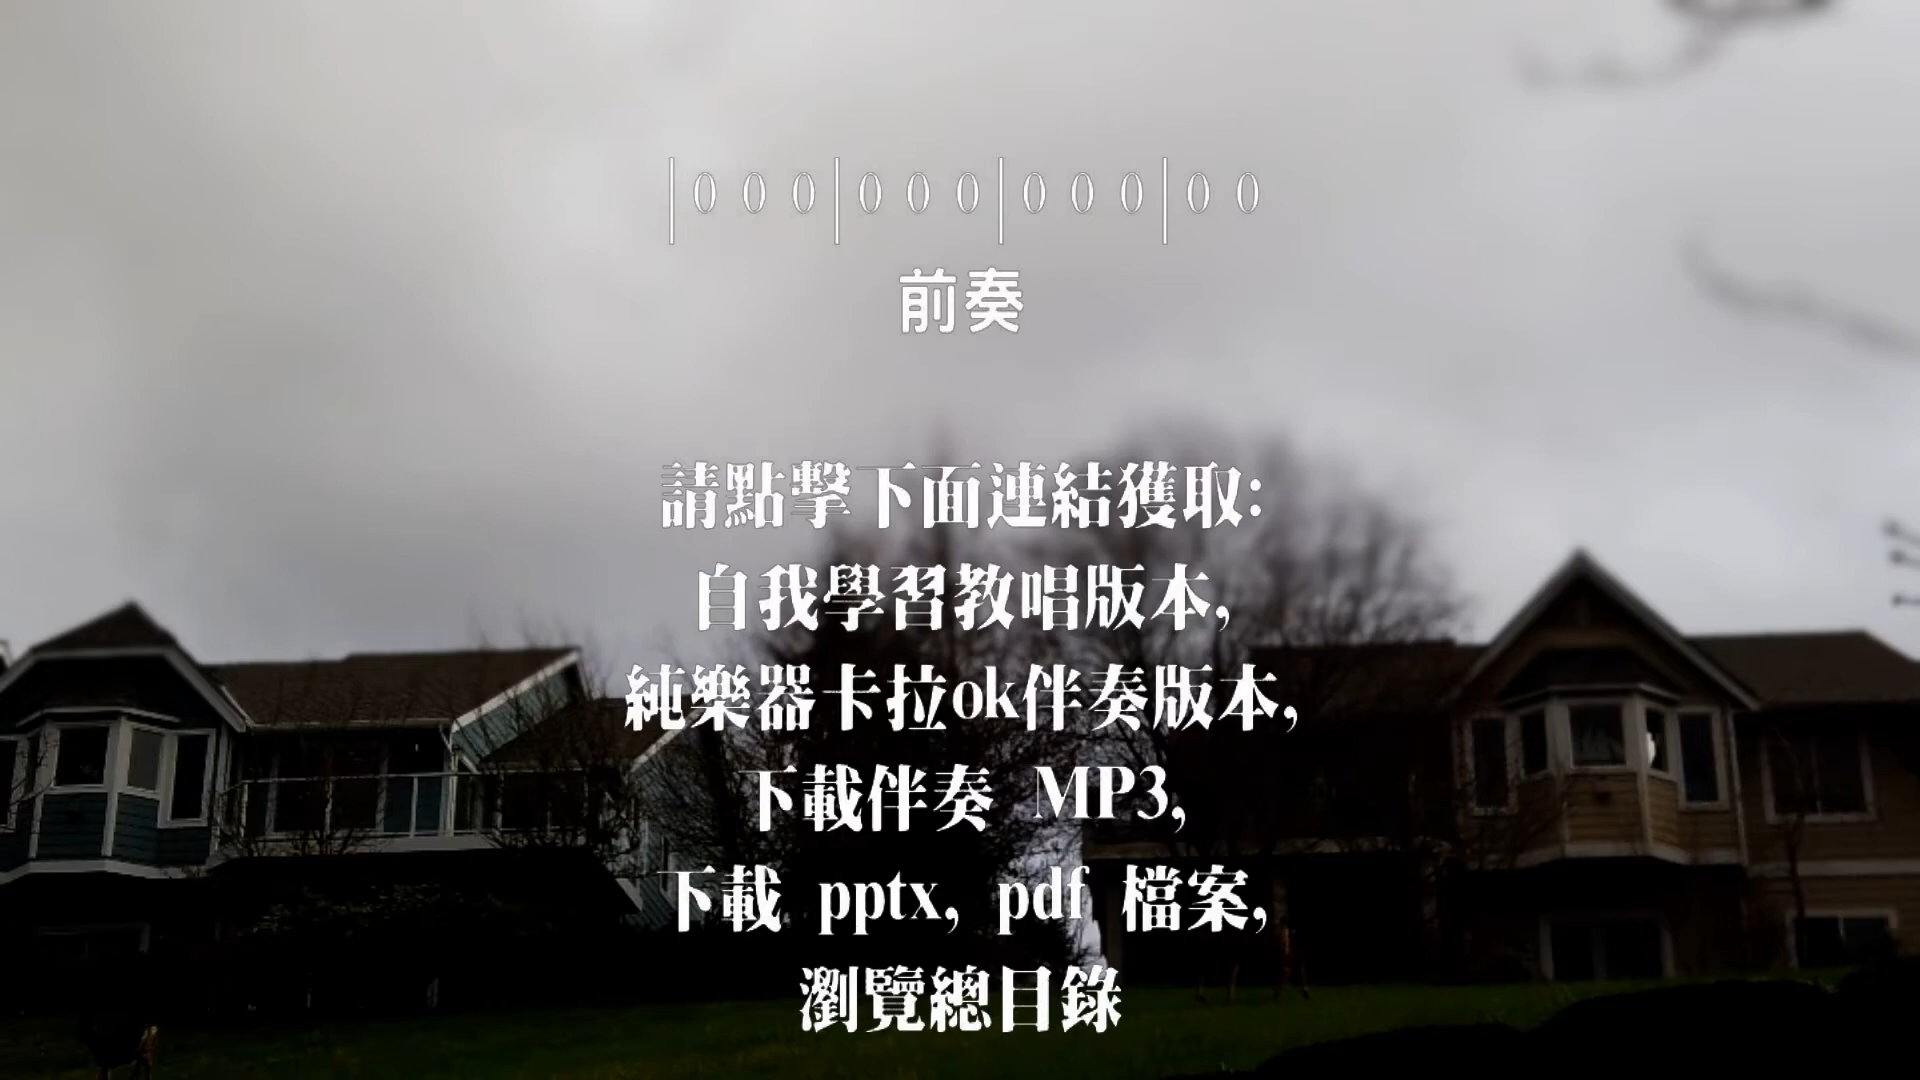 |0 0 0|0 0 0|0 0 0|0 0
前奏
請點擊下面連結獲取:
自我學習教唱版本,
純樂器卡拉ok伴奏版本,
下載伴奏 MP3,
下載 pptx, pdf 檔案,
瀏覽總目錄